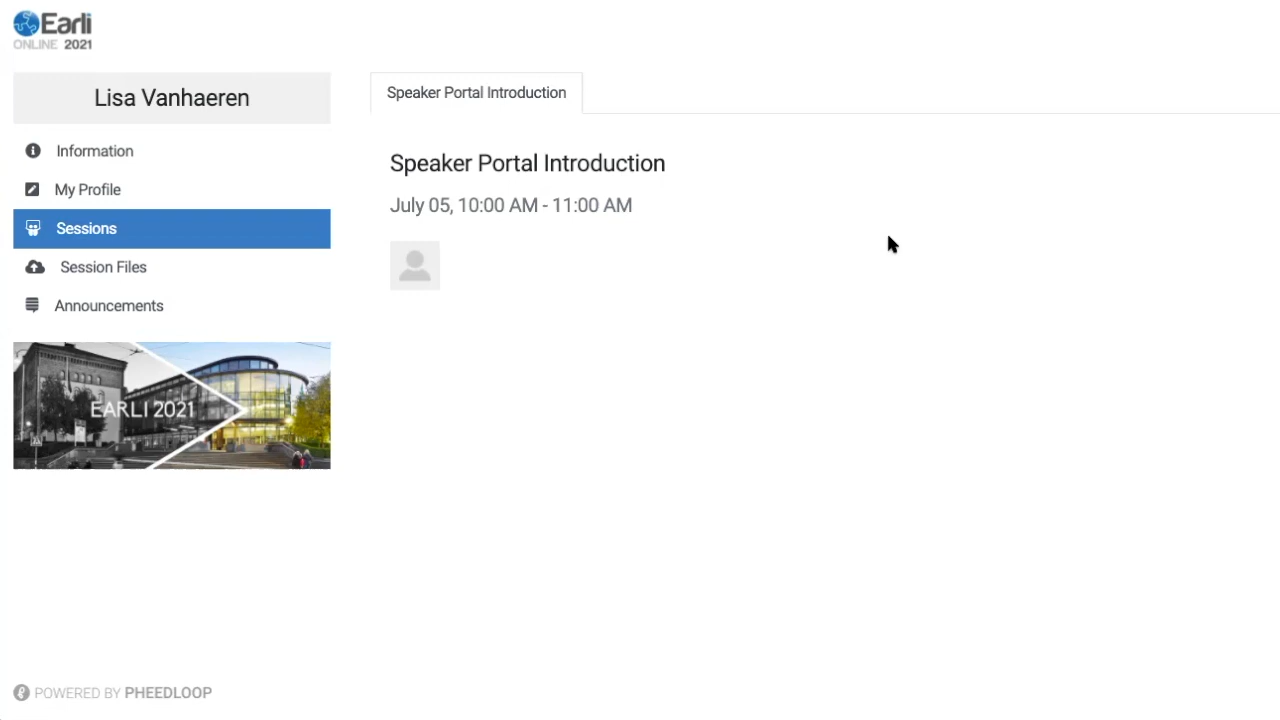 Earli
ONLINE 2021
Lisa Vanhaeren
Information
My Profile
Sessions
Session Files
Announcements
EARLI 2021
POWERED BY PHEEDLOOP
Speaker Portal Introduction
Speaker Portal Introduction
July 05, 10:00 AM - 11:00 AM